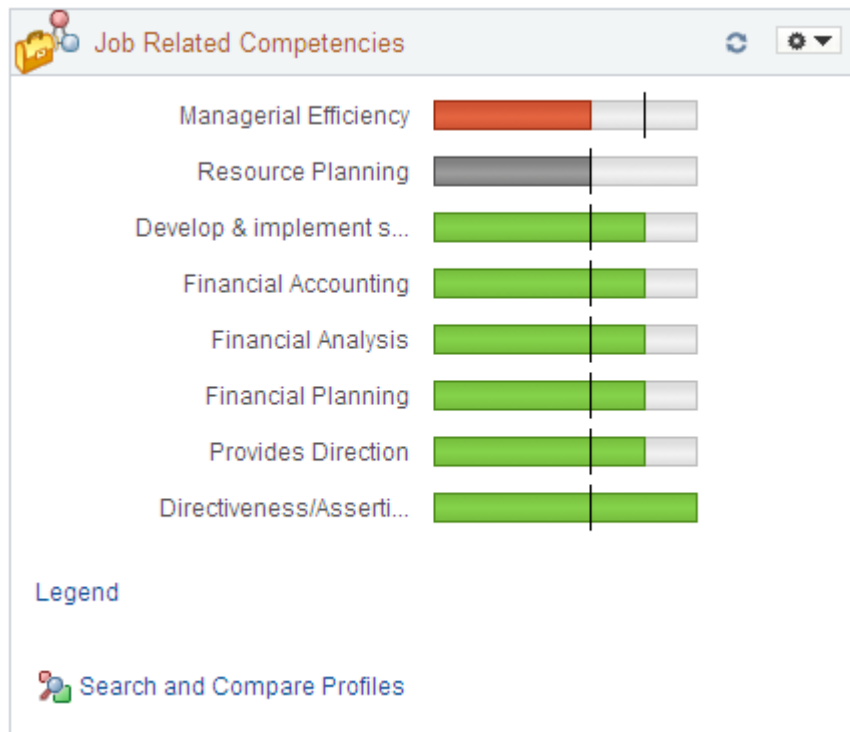 Job Related Competencies
Managerial Efficiency
Resource Planning
Develop & implement s...
Financial Accounting
Financial Analysis
Financial Planning
Provides Direction
Directiveness/Asserti...
Legend
Search and Compare Profiles